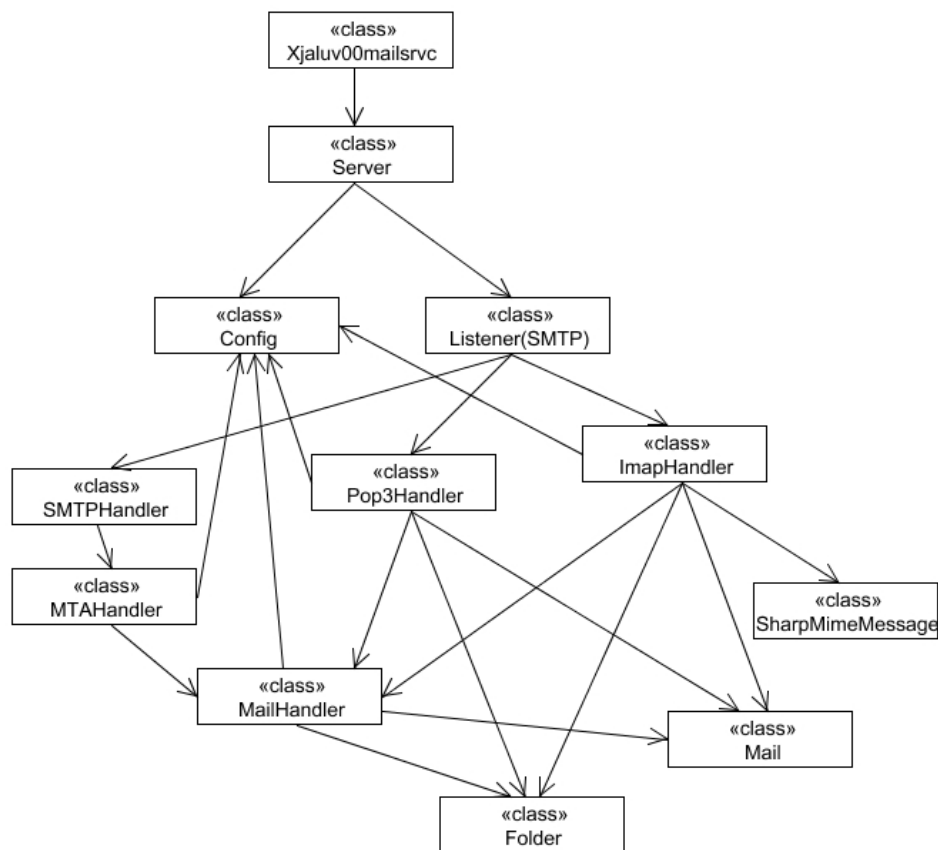 «class»
Xjaluv00mailsrvc
«class»
Server
«class»
Config
«class»
Listener(SMTP)
«class»
ImapHandler
«class»
Pop3Handler
«class»
SMTPHandler
«class»
MTAHandler
«class»
SharpMimeMessage
«class»
MailHandler
«class»
Mail
«class»
Folder